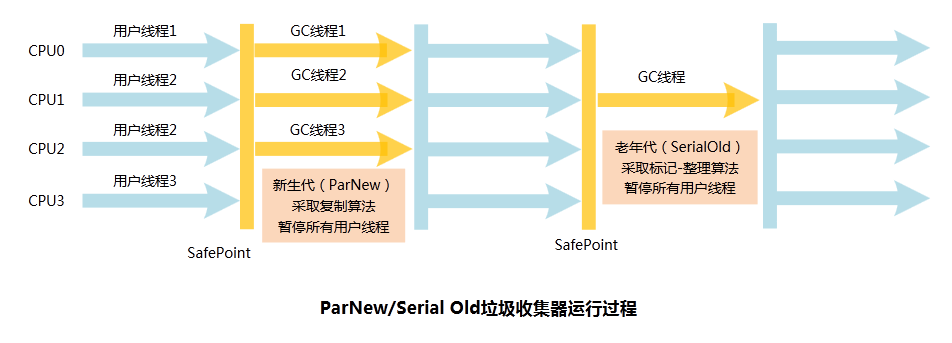 用户线程1
GC线程1
CPU0
用户线程2
GC线程2
GC线程
CPU1
用户线程2
GC线程3
CPU2
用户线程3
CPU3
新生代（ParNew）
采取复制算法
暂停所有用户线程
老年代（SerialOld）
采取标记-整理算法
暂停所有用户线程
SafePoint
SafePoint
ParNew/Serial Old垃圾收集器运行过程